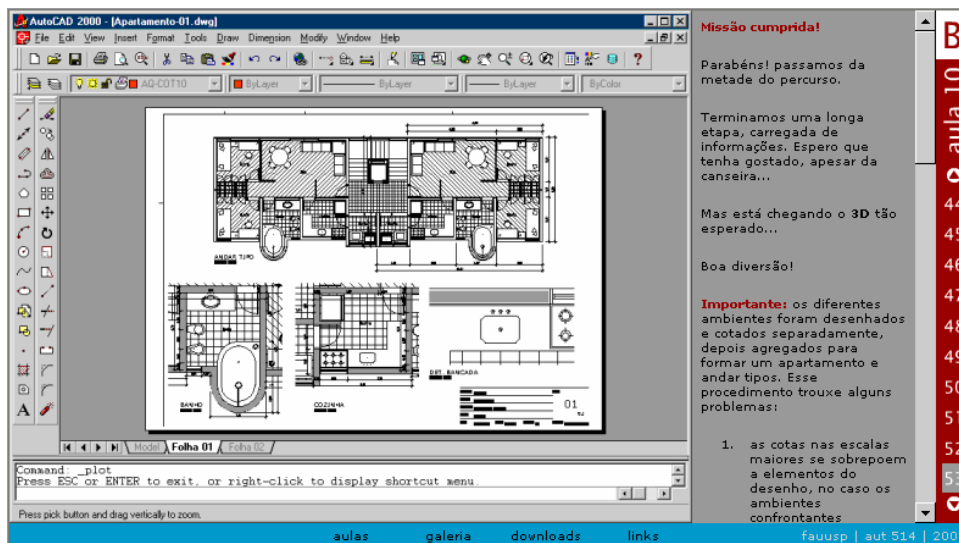 AutoCAD 2000 - [Apartamento-01.dwg]
File Edit View Insert Format Tools Draw Dimension Modify Window Help
AQ-COT10 ByLayer ByLayer ByLayer ByColor
ANDAR TIPO
DET. BANCADA
BANHO
COZINHA
01
Model Folha 01 Folha 02
Command: _plot
Press ESC or ENTER to exit, or right-click to display shortcut menu.
Press pick button and drag vertically to zoom.
Missão cumprida!
Parabéns! passamos da
metade do percurso.
Terminamos uma longa
etapa, carregada de
informações. Espero que
tenha gostado, apesar da
canseira...
Mas está chegando o 3D tão
esperado...
Boa diversão!
Importante: os diferentes
ambientes foram desenhados
e cotados separadamente,
depois agregados para
formar um apartamento e
andar tipos. Esse
procedimento trouxe alguns
problemas:
1. as cotas nas escalas
maiores se sobrepoem
a elementos do
desenho, no caso os
ambientes
confrontantes
B
aula 10
44
45
46
47
48
49
50
51
52
53
aulas galeria downloads links
fauusp | aut 514 | 200